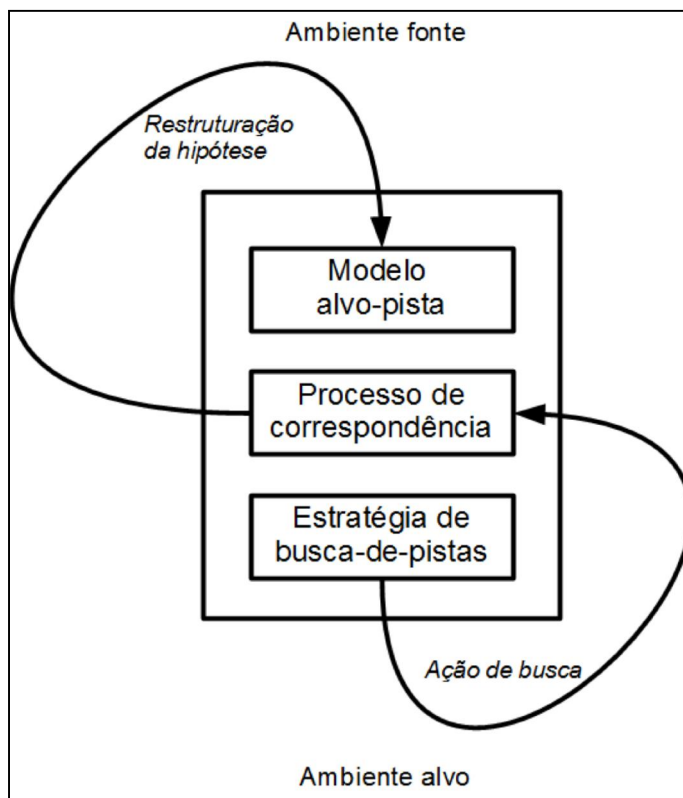 Ambiente fonte
Restruturação
da hipótese
Modelo
alvo-pista
Processo de
correspondência
Estratégia de
busca-de-pistas
Ação de busca
Ambiente alvo